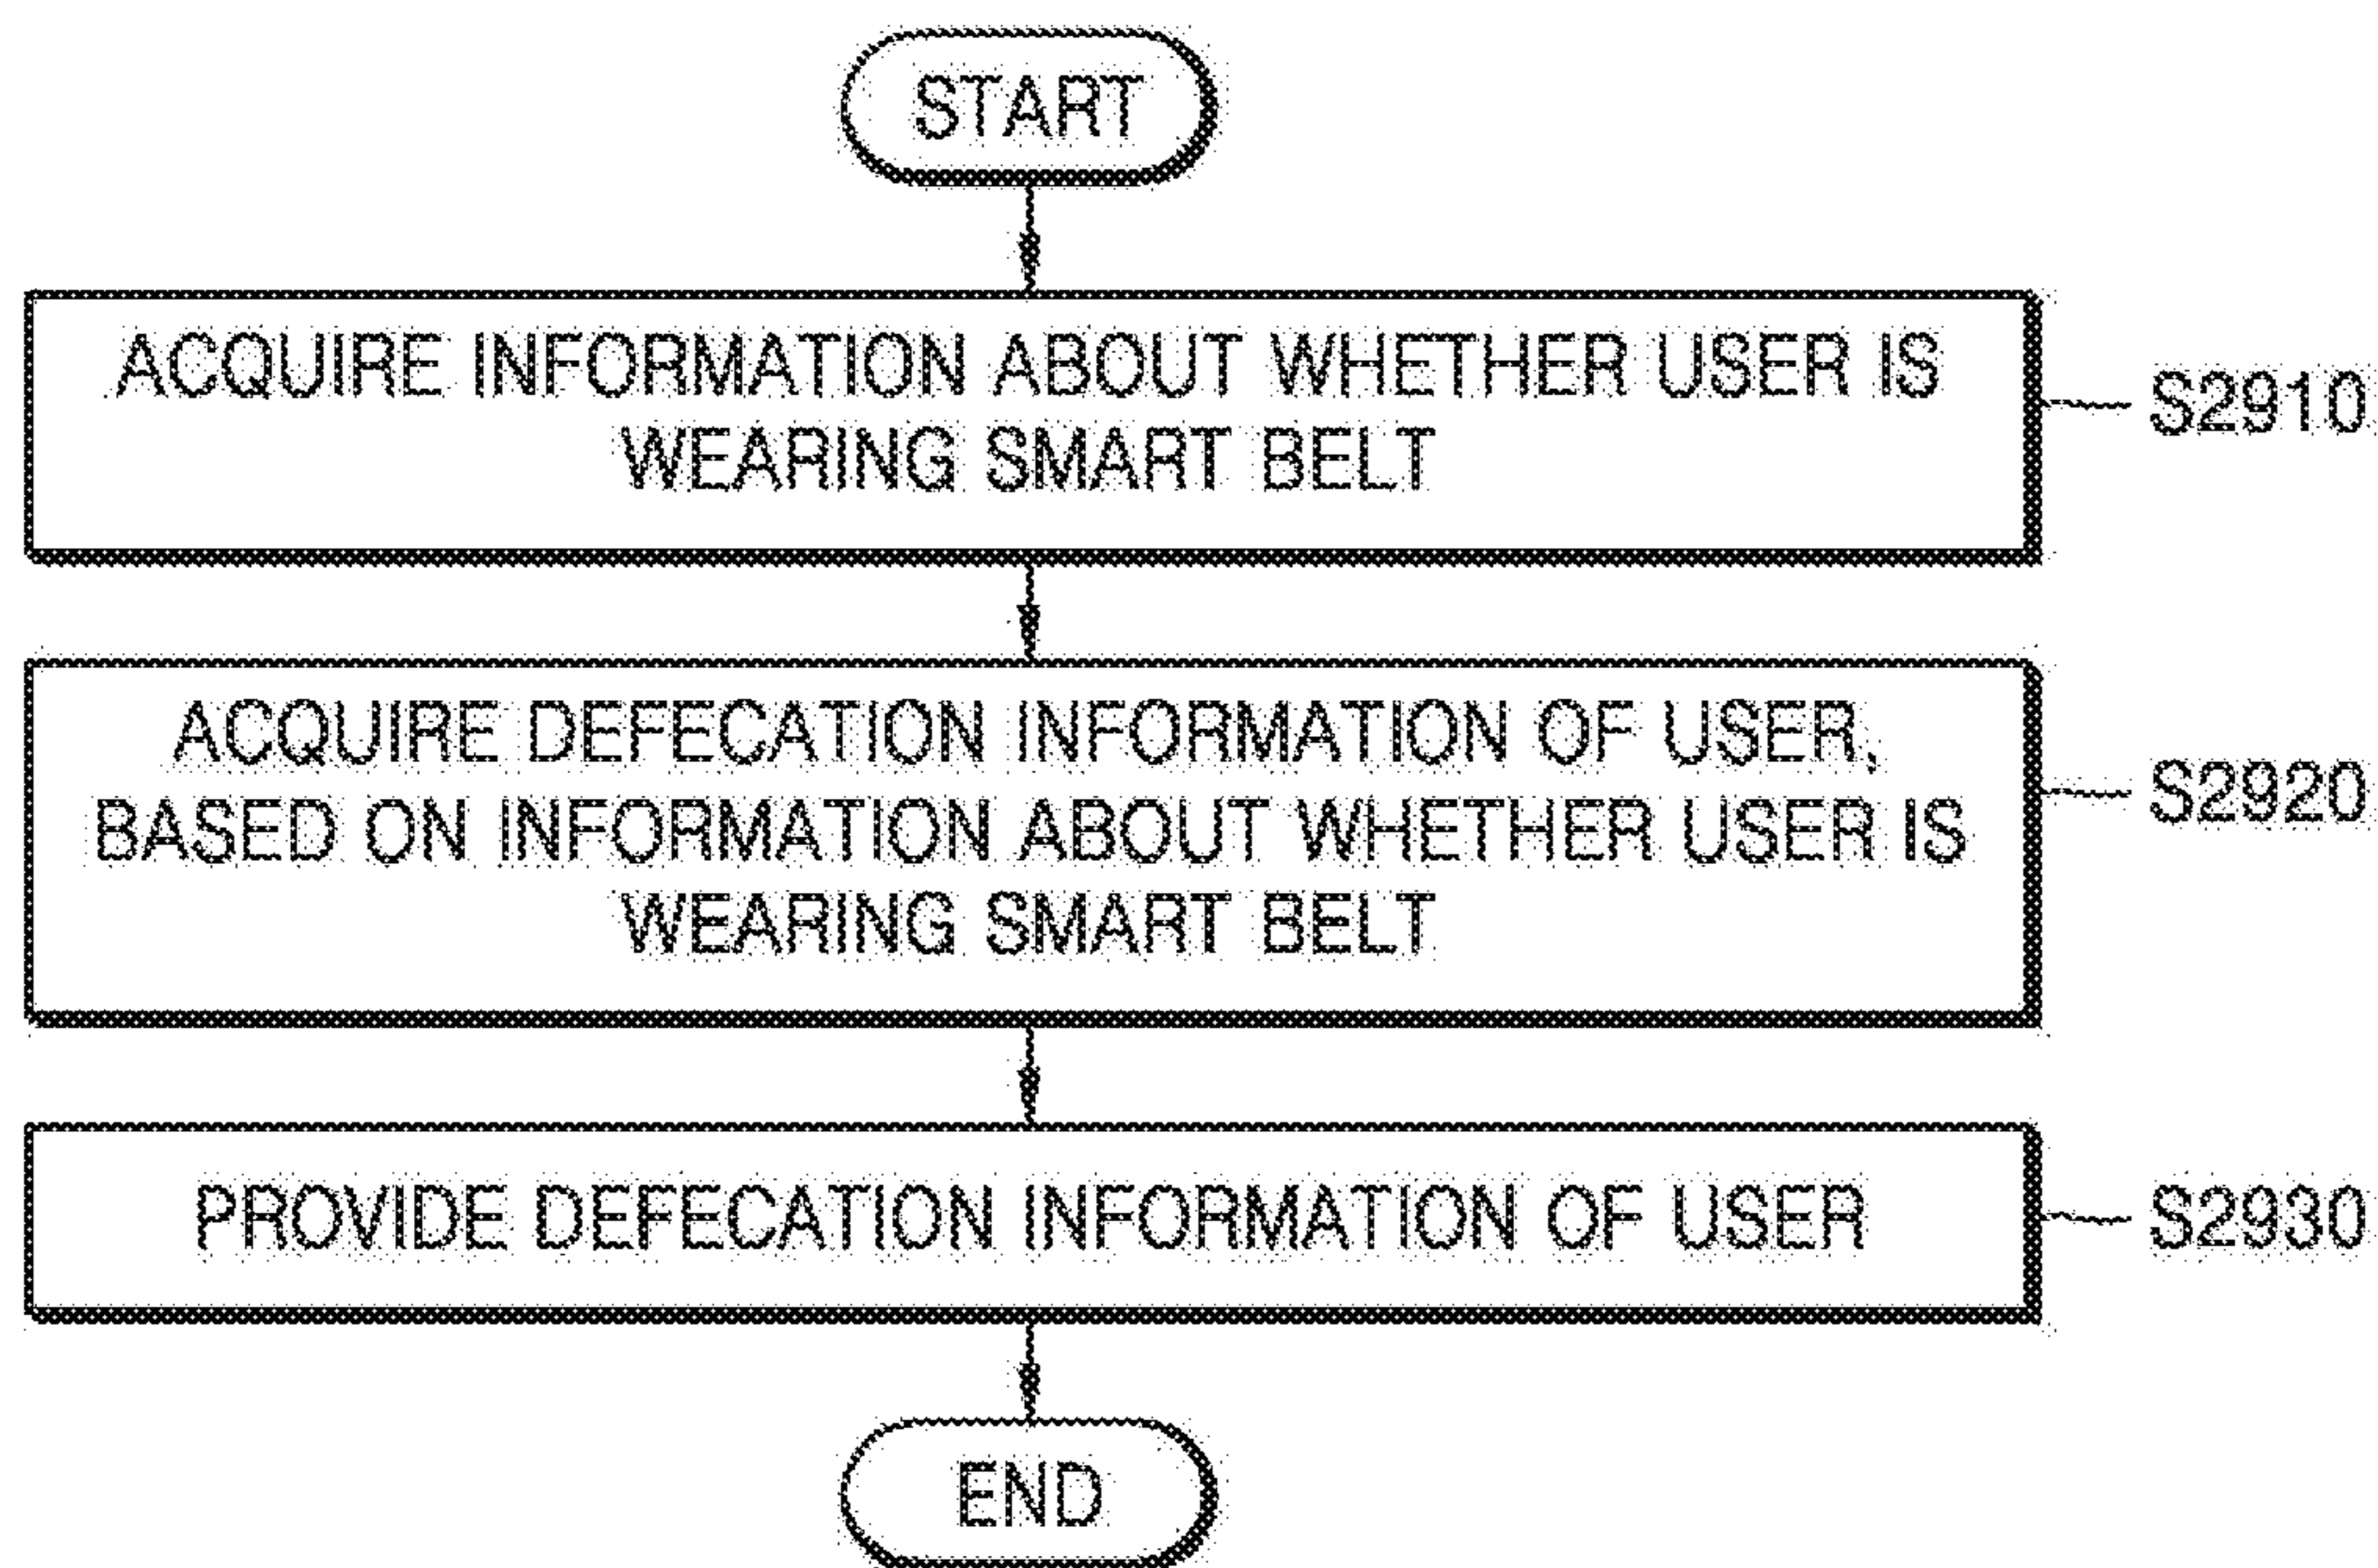 START
ACQUIRE INFORMATION ABOUT WHETHER USER IS
WEARING SMART BELT
S2910
ACQUIRE DEFECATION INFORMATION OF USER,
BASED ON INFORMATION ABOUT WHETHER USER IS
WEARING SMART BELT
S2920
PROVIDE DEFECATION INFORMATION OF USER
S2930
END